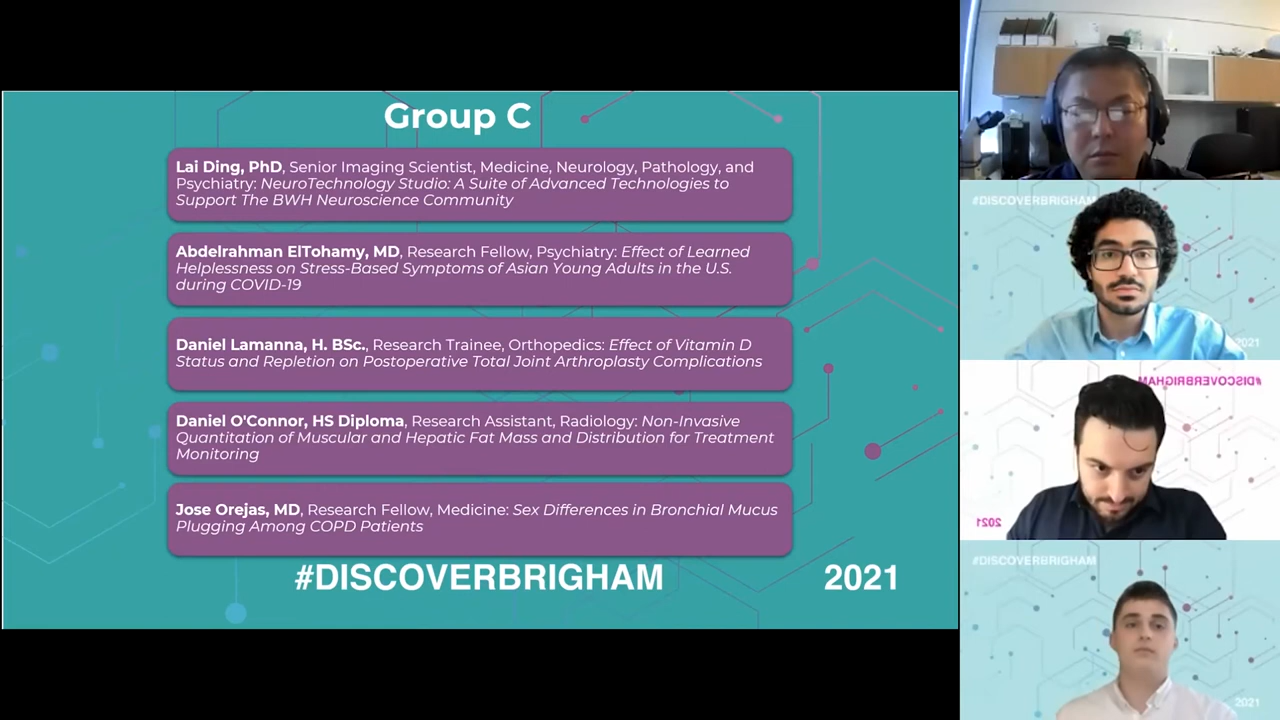 Group C
Lai Ding, PhD, Senior Imaging Scientist, Medicine, Neurology, Pathology, and
Psychiatry: NeuroTechnology Studio: A Suite of Advanced Technologies to
Support The BWH Neuroscience Community
Abdelrahman ElTohamy, MD, Research Fellow, Psychiatry: Effect of Learned
Helplessness on Stress-Based Symptoms of Asian Young Adults in the U.S.
during COVID-19
Daniel Lamanna, H. BSc., Research Trainee, Orthopedics: Effect of Vitamin D
Status and Repletion on Postoperative Total Joint Arthroplasty Complications
Daniel O'Connor, HS Diploma, Research Assistant, Radiology: Non-Invasive
Quantitation of Muscular and Hepatic Fat Mass and Distribution for Treatment
Monitoring
Jose Orejas, MD, Research Fellow, Medicine: Sex Differences in Bronchial Mucus
Plugging Among COPD Patients
#DISCOVERBRIGHAM 2021
#DISCOVERBRIGHAM
2021
#DISCOVERBRIGHAM
2021
#DISCOVERBRIGHAM
2021